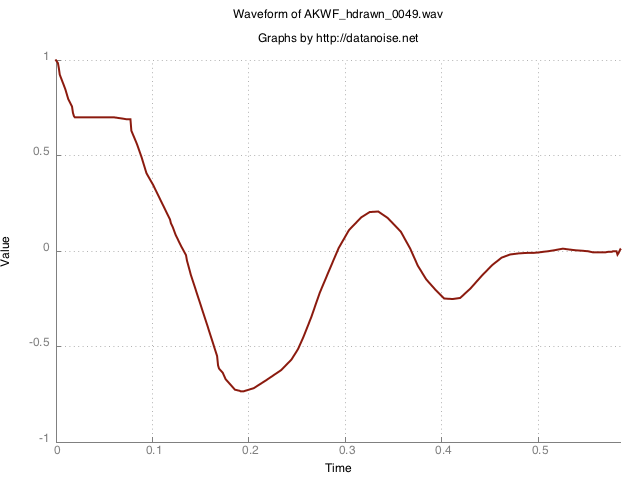 Waveform of AKWF_hdrawn_0049.wav
Graphs by http://datanoise.net
1
0.5
0
-0.5
-1
Value
0 0.1 0.2 0.3 0.4 0.5
Time